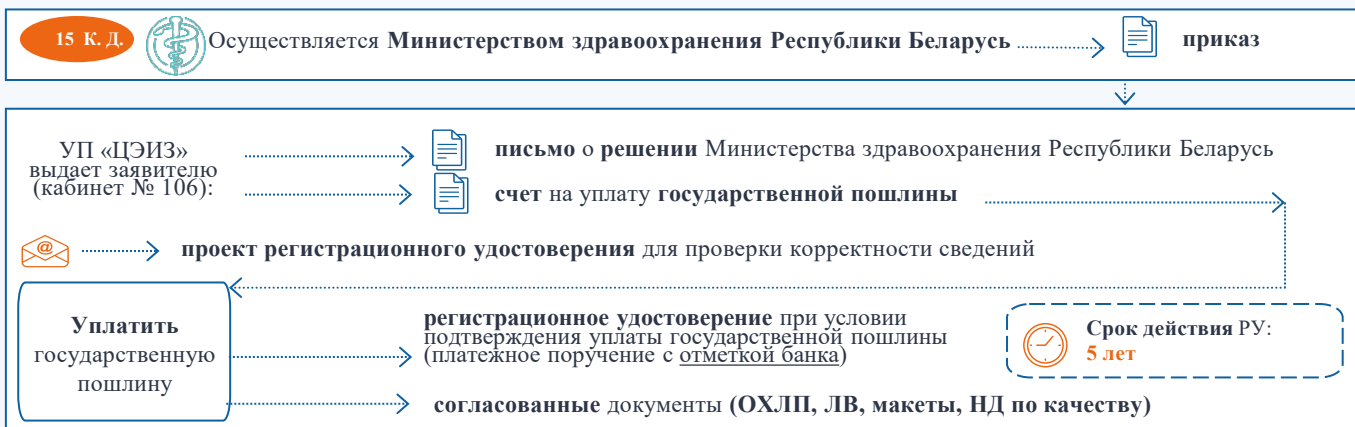 15 К. Д.
Осуществляется Министерством здравоохранения Республики Беларусь
приказ
УП «ЦЭИЗ»
выдает заявителю
(кабинет № 106):
письмо о решении Министерства здравоохранения Республики Беларусь
счет на уплату государственной пошлины
@
проект регистрационного удостоверения для проверки корректности сведений
Уплатить
государственную
пошлину
регистрационное удостоверение при условии
подтверждения уплаты государственной пошлины
(платежное поручение с отметкой банка)
Срок действия РУ:
5 лет
согласованные документы (ОХЛП, ЛВ, макеты, НД по качеству)